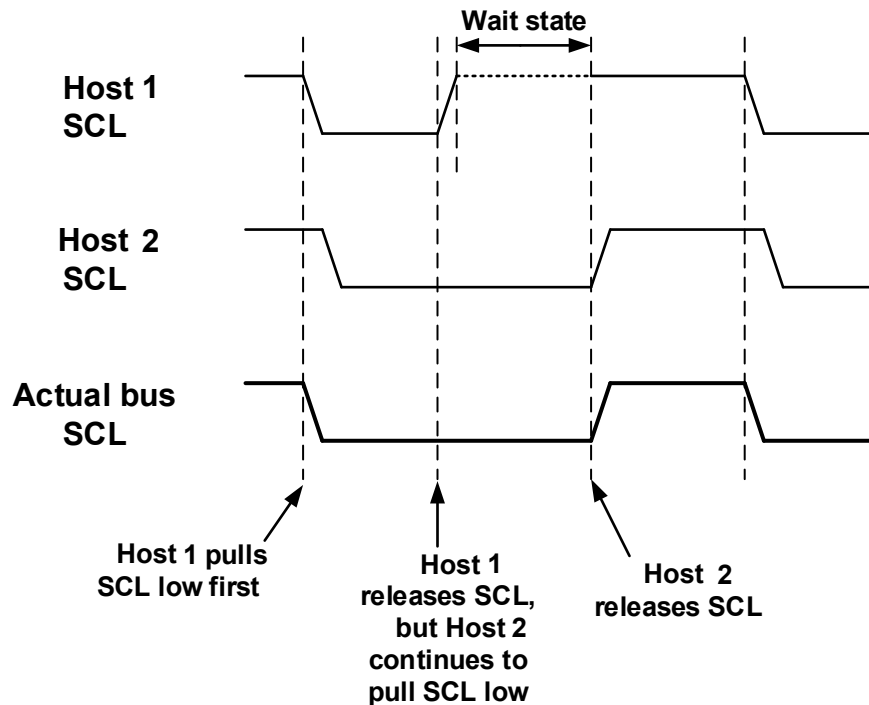 Wait state
Host 1
SCL
Host 2
SCL
Actual bus
SCL
Host 1 pulls
SCL low first
Host 1
releases SCL,
but Host 2
continues to
pull SCL low
Host 2
releases SCL